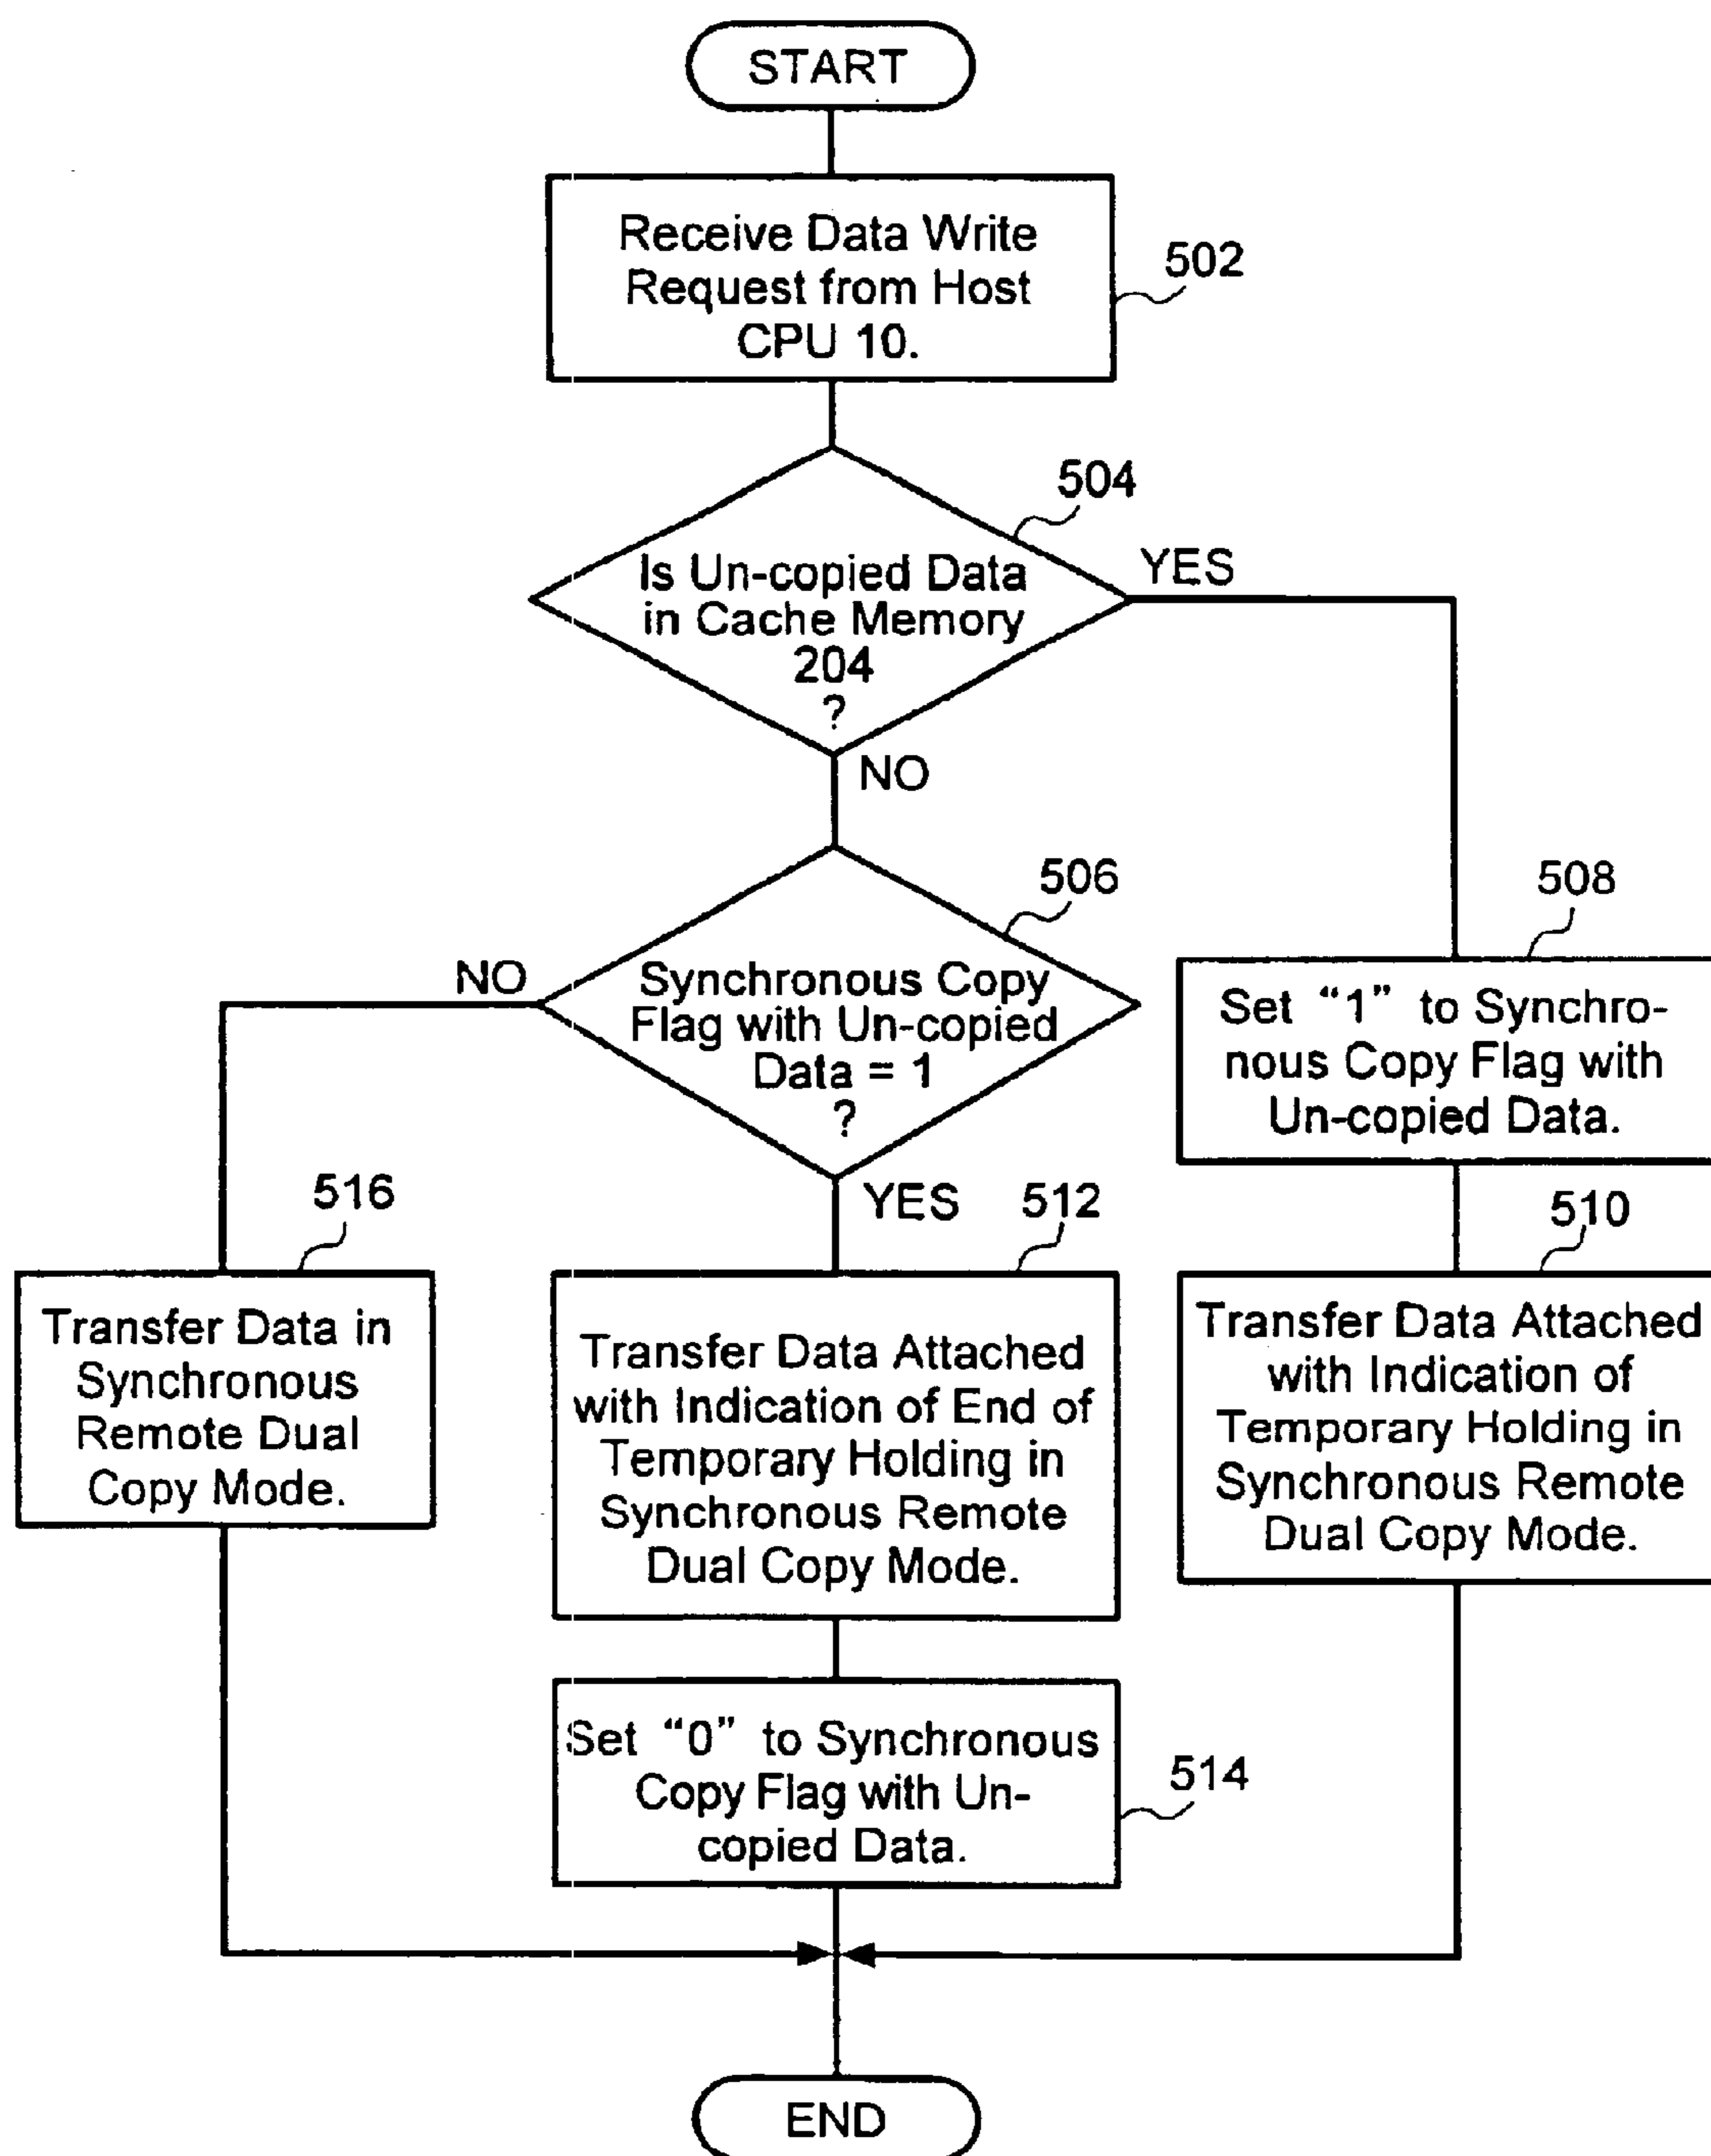 START
Receive Data Write
Request from Host
CPU 10.
502
504
Is Un-copied Data
in Cache Memory
204
?
YES
NO
506
Synchronous Copy
Flag with Un-copied
Data = 1
?
NO
YES
508
Set “1” to Synchro-
nous Copy Flag with
Un-copied Data.
516
Transfer Data in
Synchronous
Remote Dual
Copy Mode.
512
Transfer Data Attached
with Indication of End of
Temporary Holding in
Synchronous Remote
Dual Copy Mode.
510
Transfer Data Attached
with Indication of
Temporary Holding in
Synchronous Remote
Dual Copy Mode.
Set “0” to Synchronous
Copy Flag with Un-
copied Data.
514
END